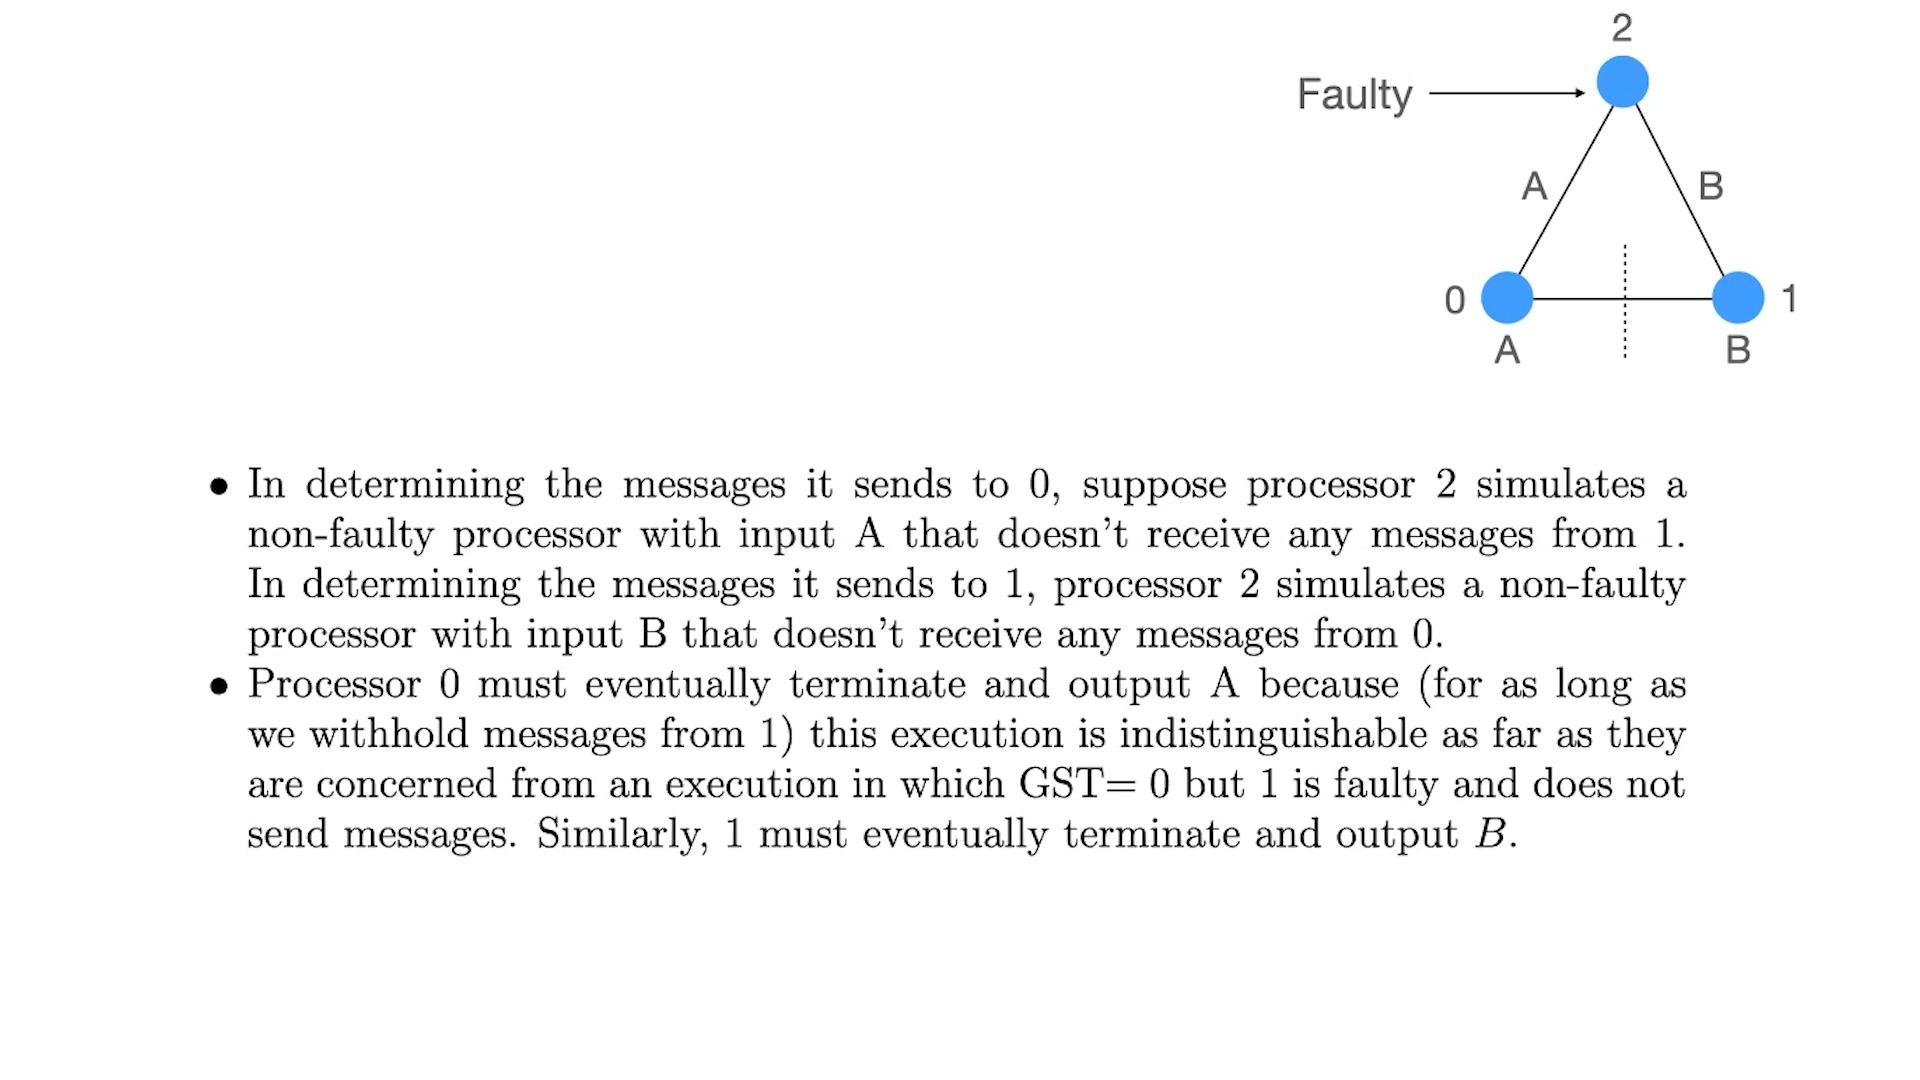 2
Faulty
A
B
0
1
A
B
• In determining the messages it sends to 0, suppose processor 2 simulates a
non-faulty processor with input A that doesn't receive any messages from 1.
In determining the messages it sends to 1, processor 2 simulates a non-faulty
processor with input B that doesn't receive any messages from 0.
• Processor 0 must eventually terminate and output A because (for as long as
we withhold messages from 1) this execution is indistinguishable as far as they
are concerned from an execution in which GST= 0 but 1 is faulty and does not
send messages. Similarly, 1 must eventually terminate and output B.